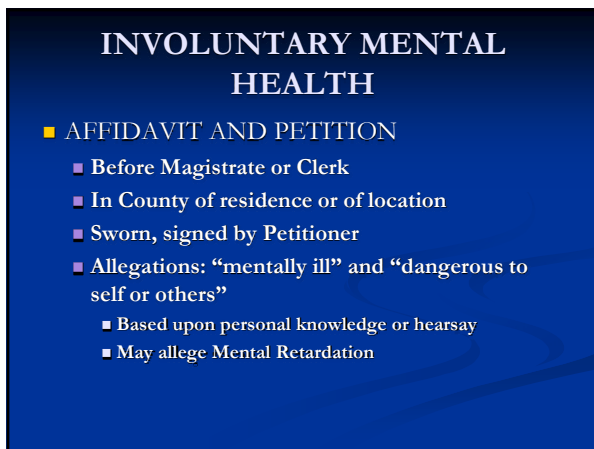 INVOLUNTARY MENTAL
HEALTH
AFFIDAVIT AND PETITION
Before Magistrate or Clerk
In County of residence or of location
Sworn, signed by Petitioner
Allegations: “mentally ill” and “dangerous to
self or others”
Based upon personal knowledge or hearsay
May allege Mental Retardation